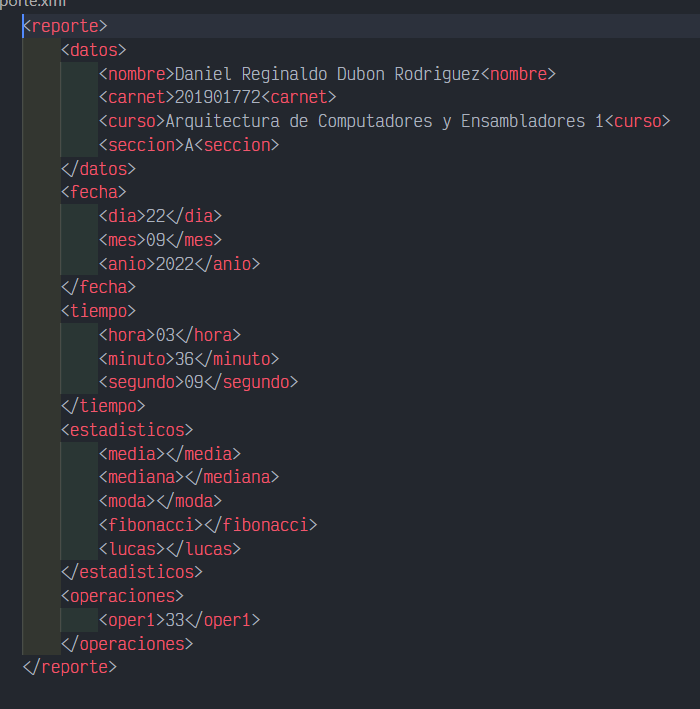 porte.xml
<reporte>
<datos>
<nombre>Daniel Reginaldo Dubon Rodriguez<nombre>
<carnet>201901772<carnet>
<curso>Arquitectura de Computadores y Ensambladores 1<curso>
<seccion>A<seccion>
</datos>
<fecha>
<dia>22</dia>
<mes>09</mes>
<anio>2022</anio>
</fecha>
<tiempo>
<hora>03</hora>
<minuto>36</minuto>
<segundo>09</segundo>
</tiempo>
<estadisticos>
<media></media>
<mediana></mediana>
<moda></moda>
<fibonacci></fibonacci>
<lucas></lucas>
</estadisticos>
<operaciones>
<oper1>33</oper1>
</operaciones>
</reporte>